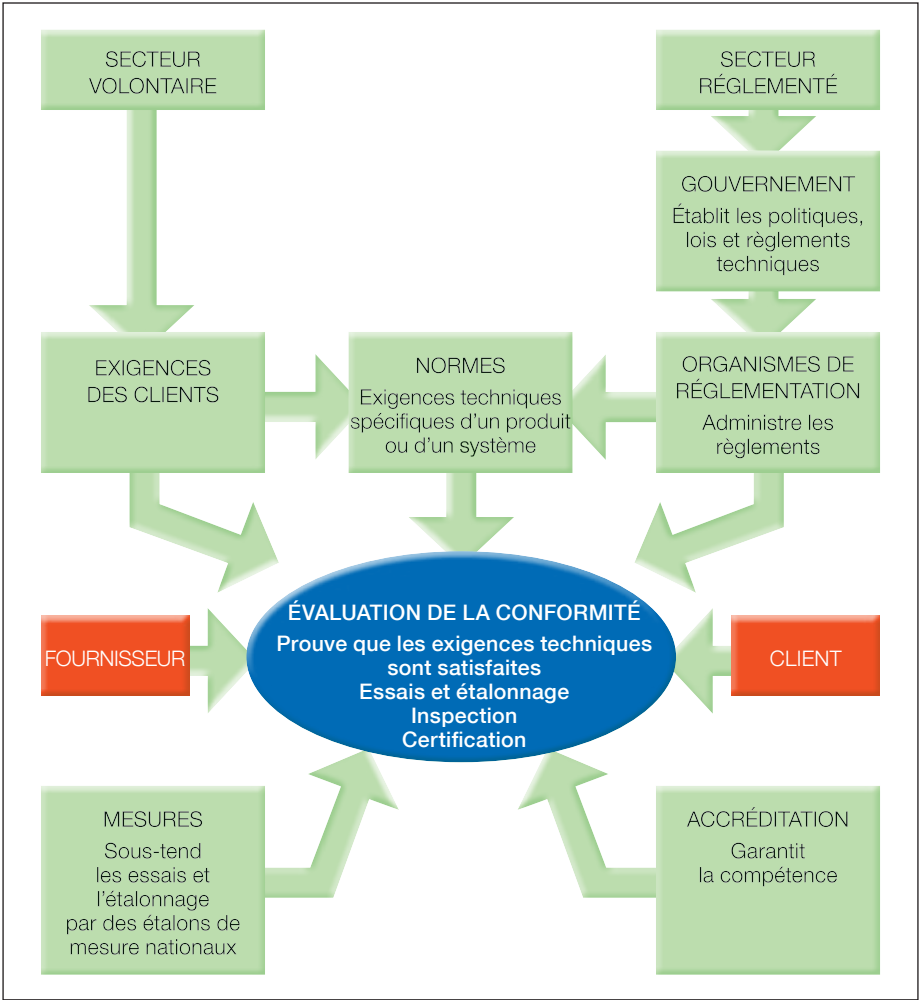 SECTEUR
VOLONTAIRE
SECTEUR
RÉGLEMENTÉ
GOUVERNEMENT
Établit les politiques,
lois et règlements
techniques
EXIGENCES
DES CLIENTS
NORMES
Exigences techniques
spécifiques d'un produit
ou d'un système
ORGANISMES DE
RÉGLEMENTATION
Administre les
règlements
ÉVALUATION DE LA CONFORMITÉ
Prouve que les exigences techniques
sont satisfaites
Essais et étalonnage
Inspection
Certification
FOURNISSEUR
CLIENT
MESURES
Sous-tend
les essais et
l'étalonnage
par des étalons de
mesure nationaux
ACCRÉDITATION
Garantit
la compétence